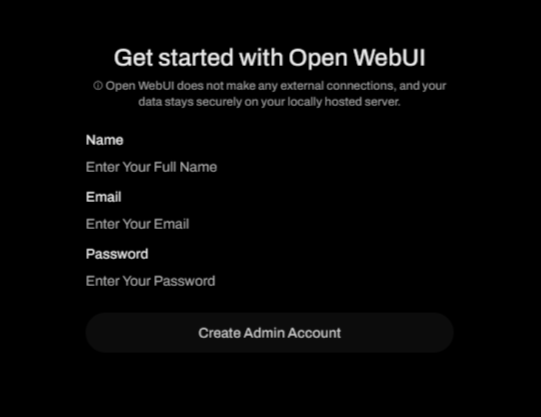 Get started with Open WebUI
ⓘ Open WebUI does not make any external connections, and your
data stays securely on your locally hosted server.
Name
Enter Your Full Name
Email
Enter Your Email
Password
Enter Your Password
Create Admin Account